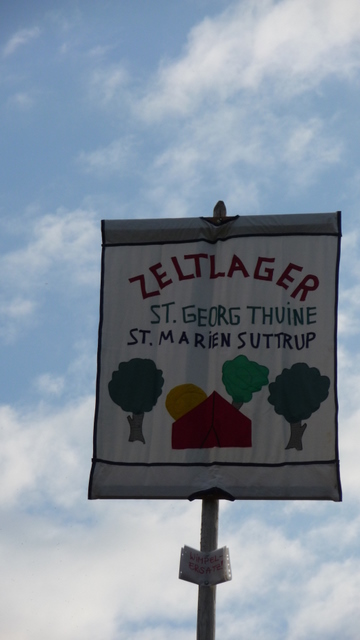 ZELTLAGER
ST. GEORG THUINE
ST. MARIEN SUTTRUP